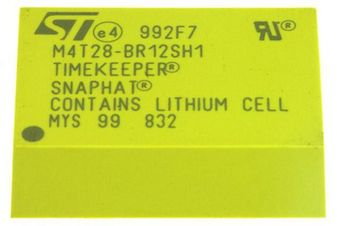 ST e4 992F7
M4T28-BR12SH1
TIMEKEEPER®
SNAPHAT®
CONTAINS LITHIUM CELL
MYS 99 832